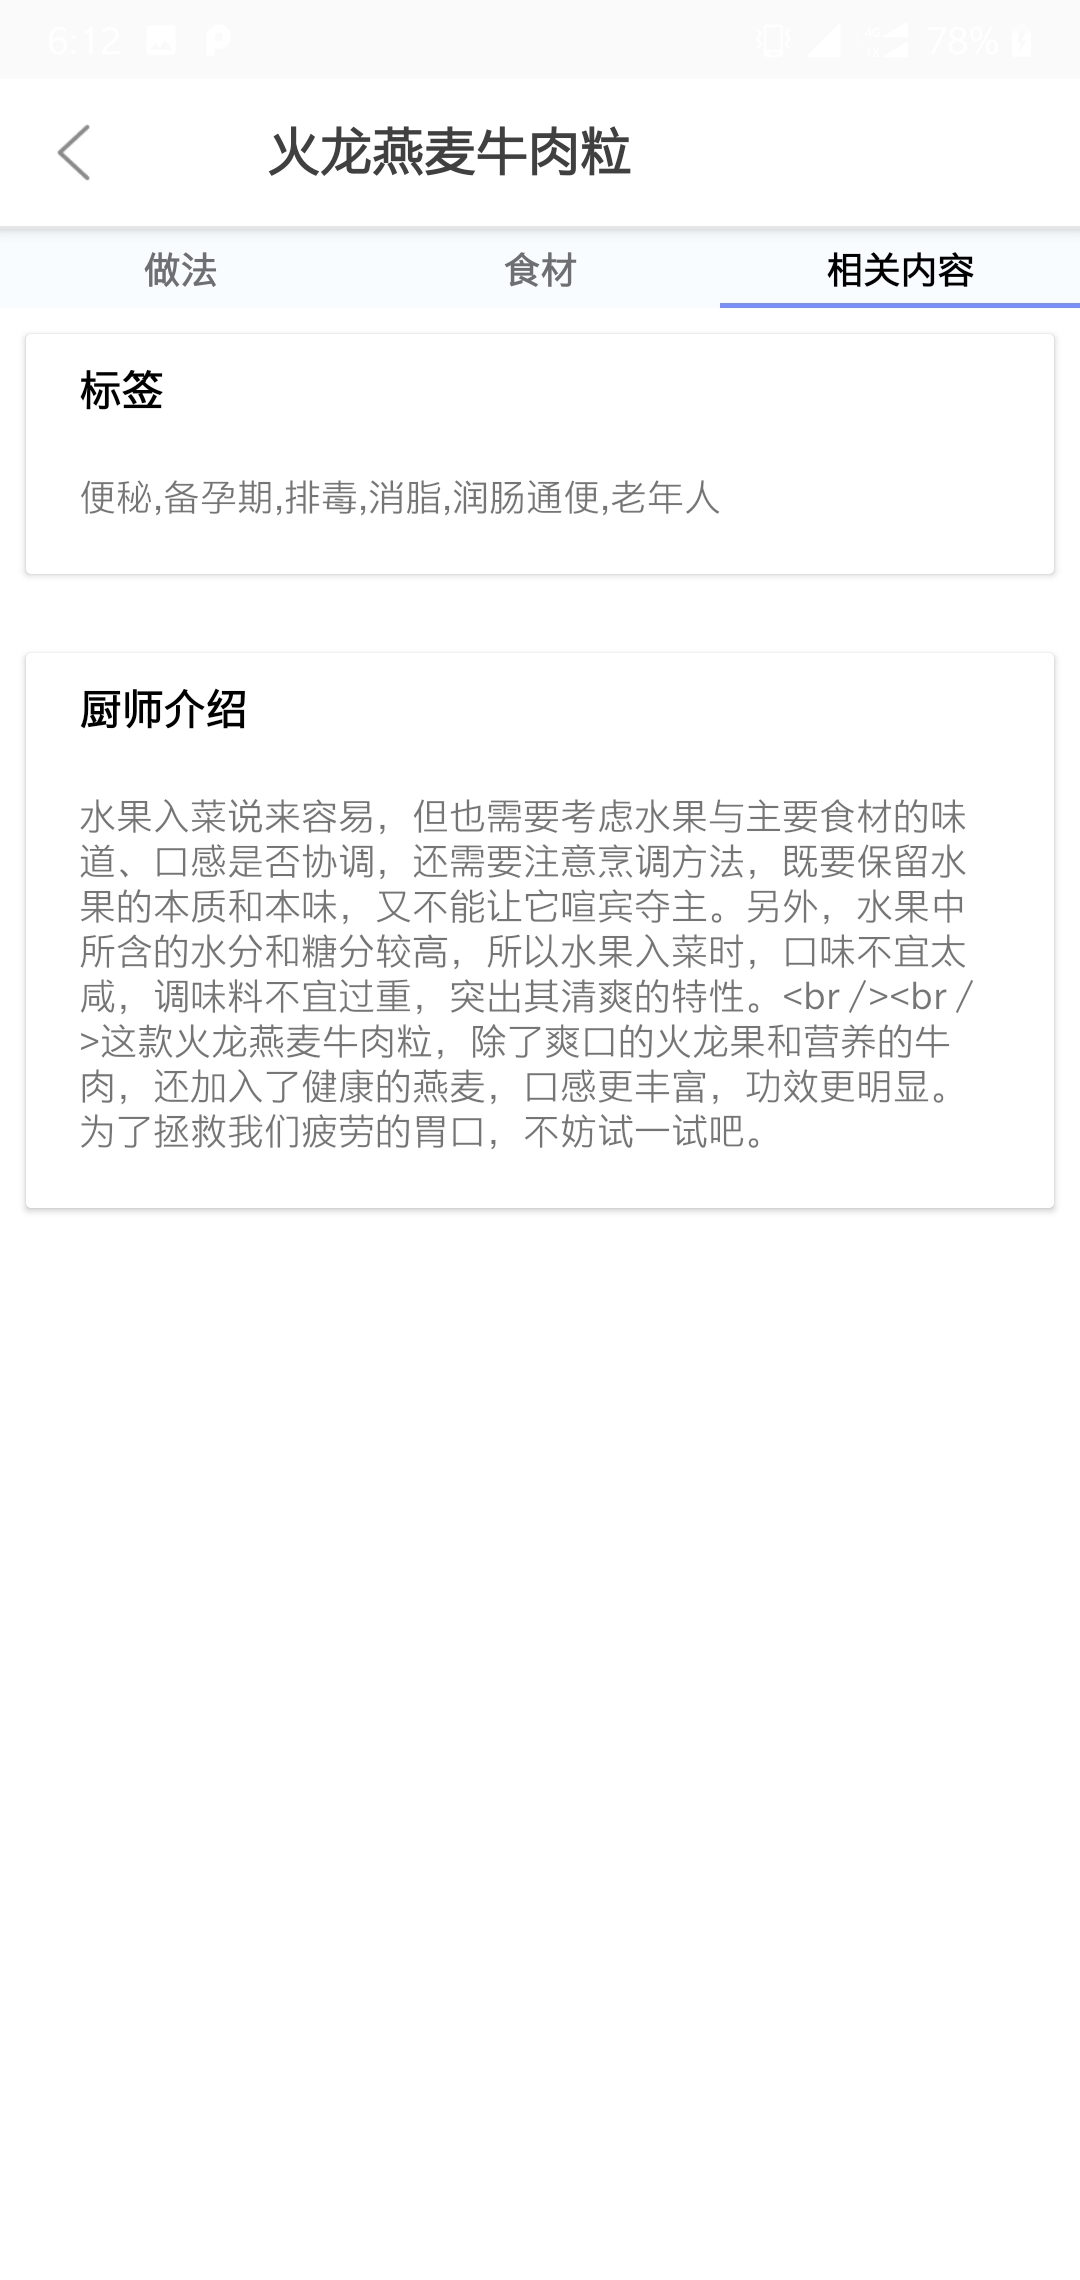 6:12
78%
火龙燕麦牛肉粒
做法
食材
相关内容
标签
便秘,备孕期,排毒,消脂,润肠通便,老年人
厨师介绍
水果入菜说来容易，但也需要考虑水果与主要食材的味
道、口感是否协调，还需要注意烹调方法，既要保留水
果的本质和本味，又不能让它喧宾夺主。另外，水果中
所含的水分和糖分较高，所以水果入菜时，口味不宜太
咸，调味料不宜过重，突出其清爽的特性。<br /><br /
>这款火龙燕麦牛肉粒，除了爽口的火龙果和营养的牛
肉，还加入了健康的燕麦，口感更丰富，功效更明显。
为了拯救我们疲劳的胃口，不妨试一试吧。